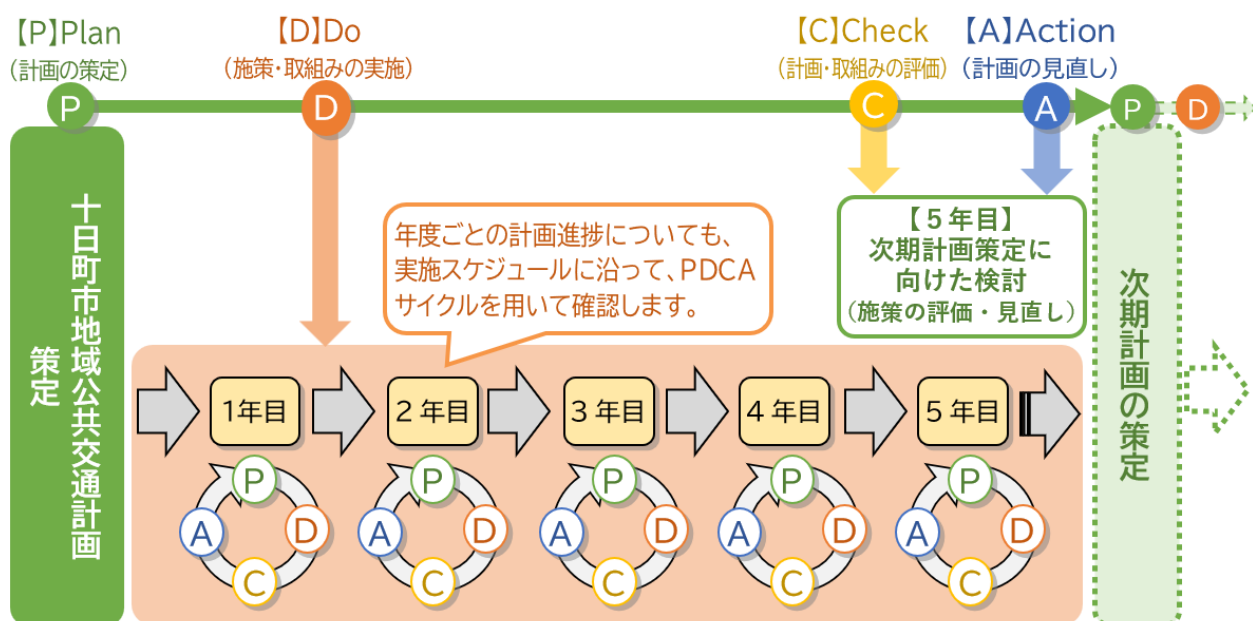 【P】Plan
(計画の策定)
【D】Do
(施策・取組みの実施)
【C】Check
(計画・取組みの評価)
【A】Action
(計画の見直し)
P
D
C
A
P
D
十日町市地域公共交通計画
策定
年度ごとの計画進捗についても、
実施スケジュールに沿って、PDCA
サイクルを用いて確認します。
【５年目】
次期計画策定に
向けた検討
(施策の評価・見直し)
次期計画の策定
1年目
２年目
３年目
４年目
５年目
P
D
C
A
P
D
C
A
P
D
C
A
P
D
C
A
P
D
C
A